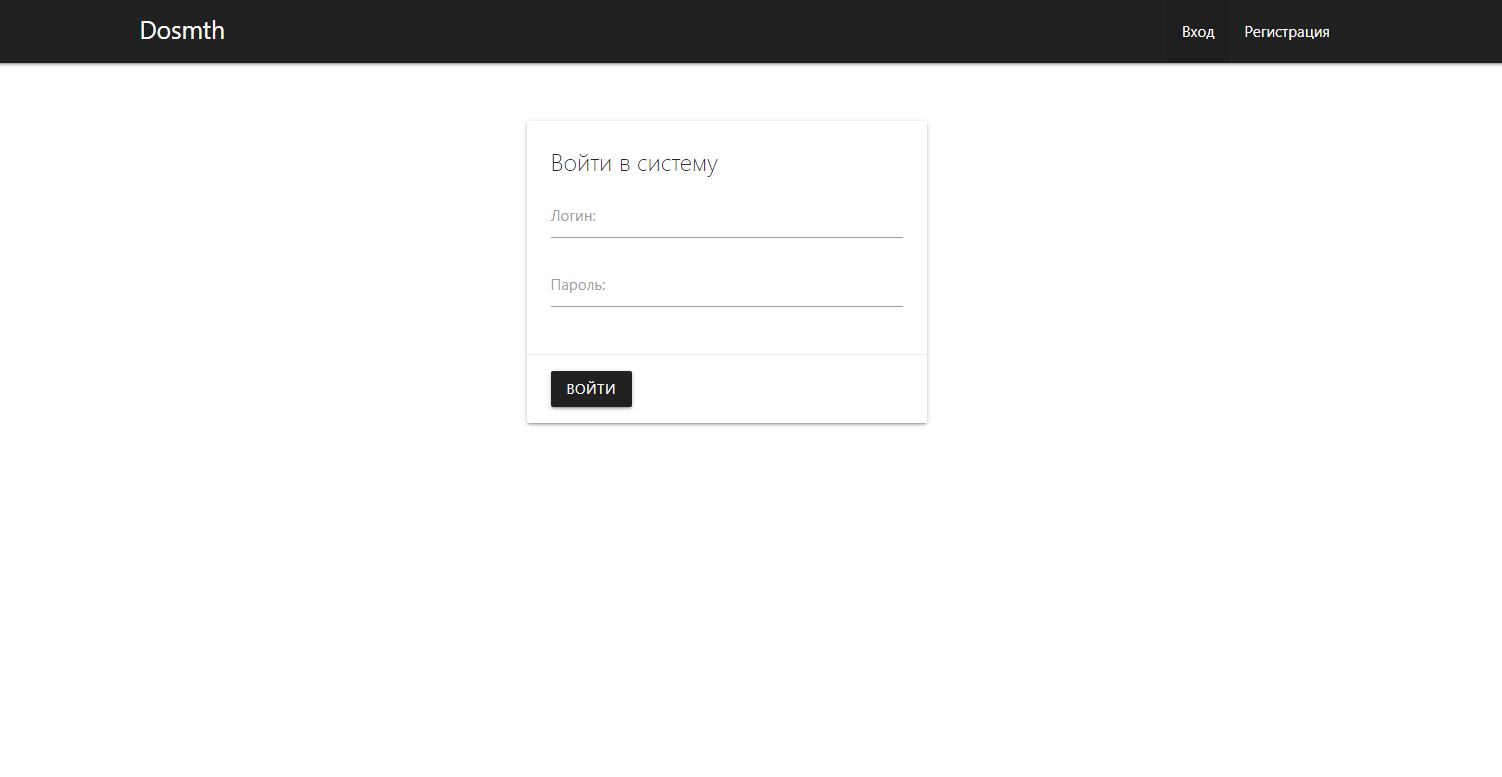 Dosmth
Вход Регистрация
Войти в систему
Логин:
Пароль:
ВОЙТИ